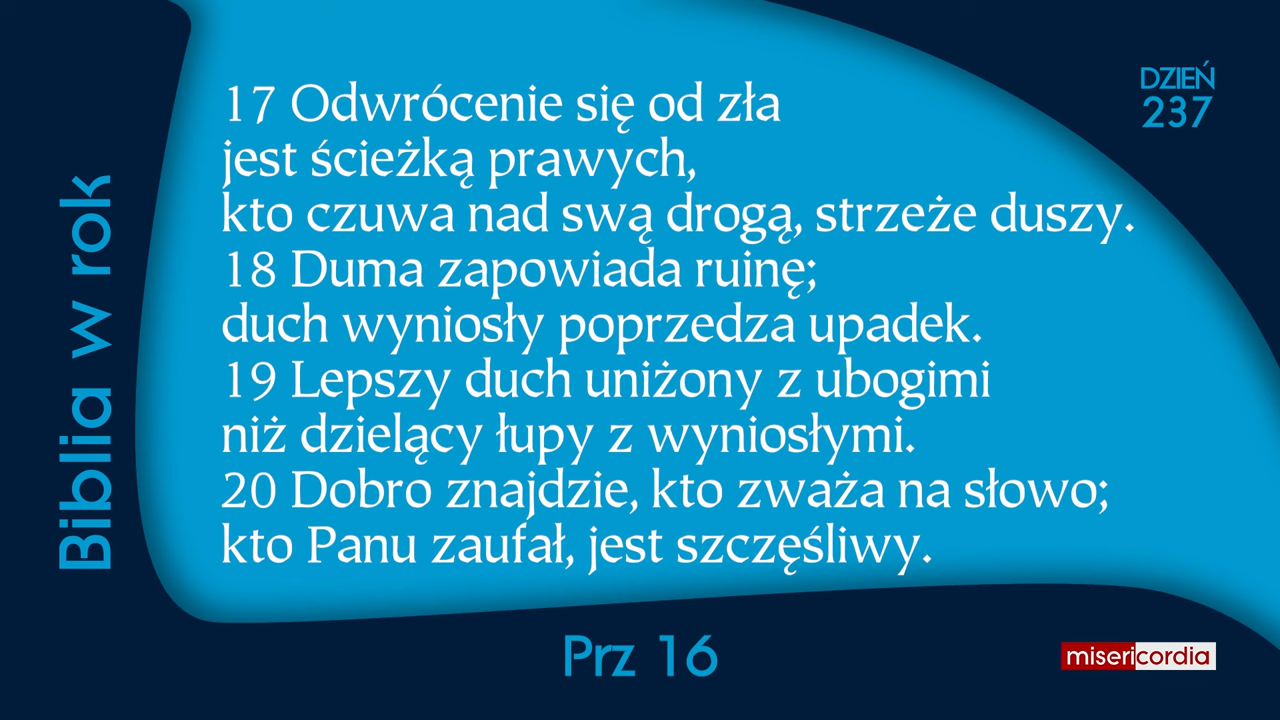 17 Odwrócenie się od zła
jest ścieżką prawych,
kto czuwa nad swą drogą, strzeże duszy.
18 Duma zapowiada ruinę;
duch wyniosły poprzedza upadek.
19 Lepszy duch uniżony z ubogimi
niż dzielący łupy z wyniosłymi.
20 Dobro znajdzie, kto zważa na słowo;
kto Panu zaufał, jest szczęśliwy.
DZIEŃ
237
Biblia w rok
Prz 16
misericordia